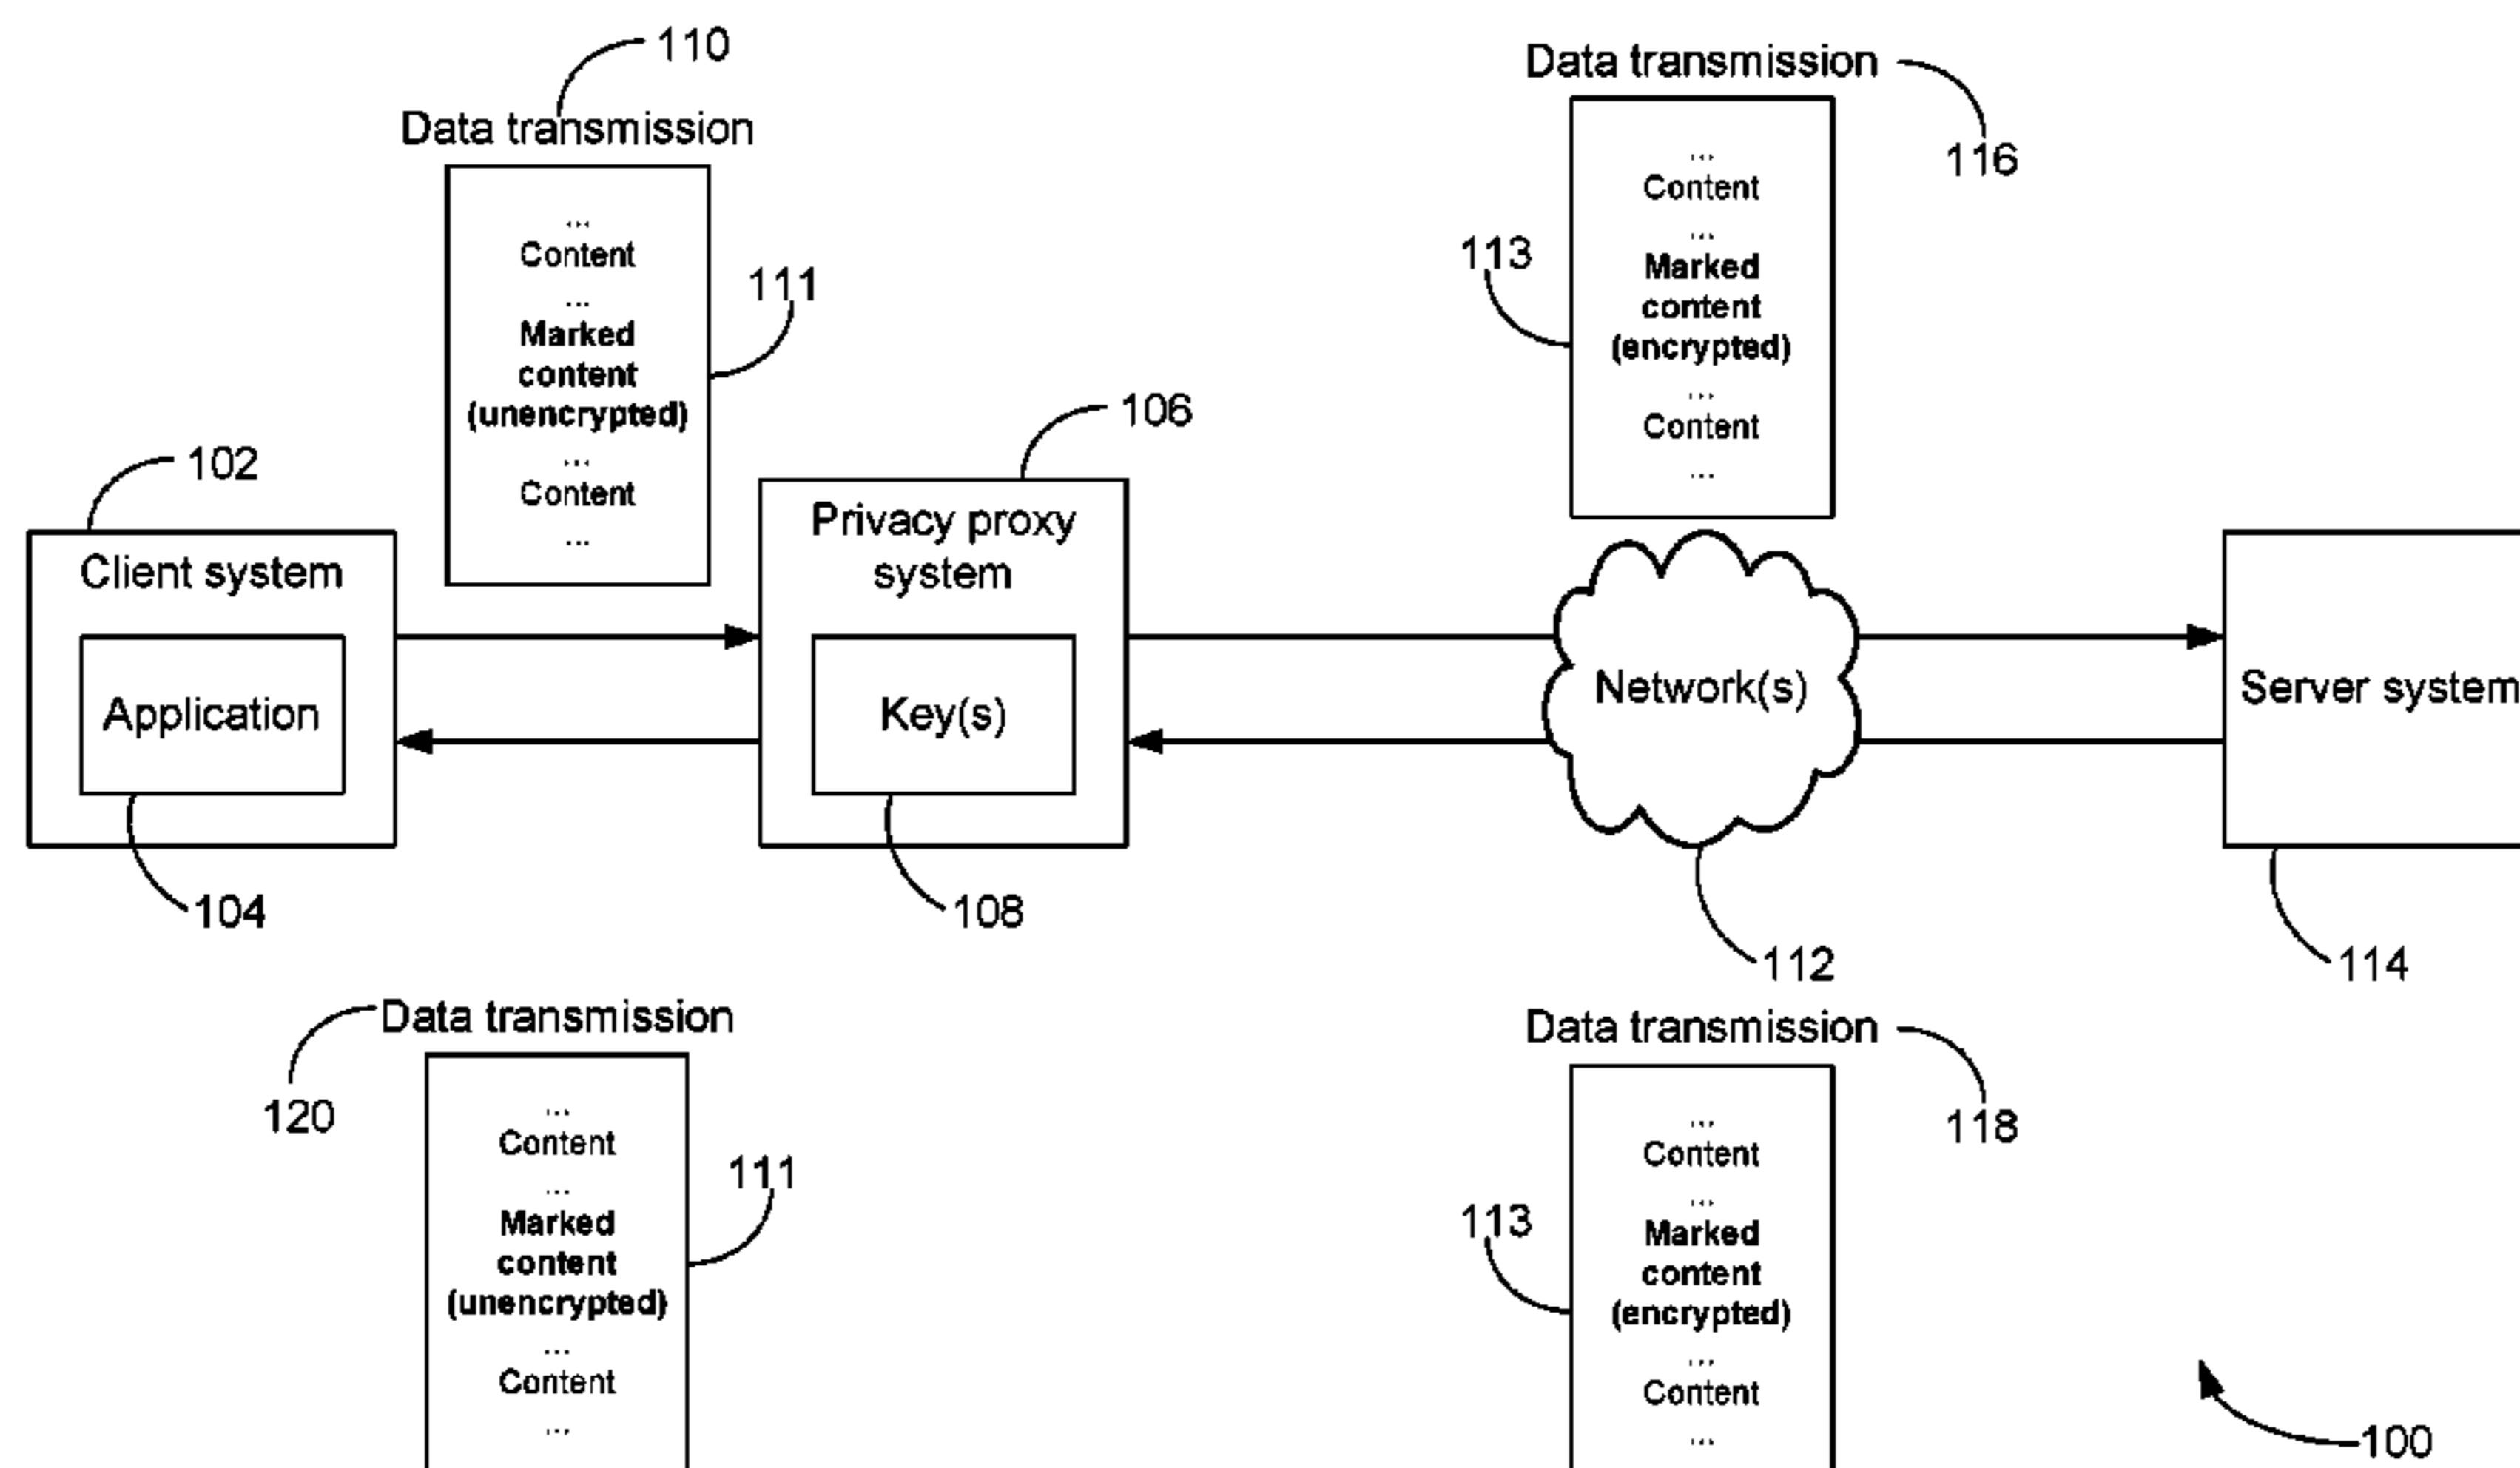 110
Data transmission
...
Content
...
Marked
content
(unencrypted)
...
Content
...
111
Data transmission
116
...
Content
...
Marked
content
(encrypted)
...
Content
...
113
102
Client system
Application
104
106
Privacy proxy
system
Key(s)
108
Network(s)
112
Server system
114
Data transmission
120
...
Content
...
Marked
content
(unencrypted)
...
Content
...
111
Data transmission
118
...
Content
...
Marked
content
(encrypted)
...
Content
...
113
100